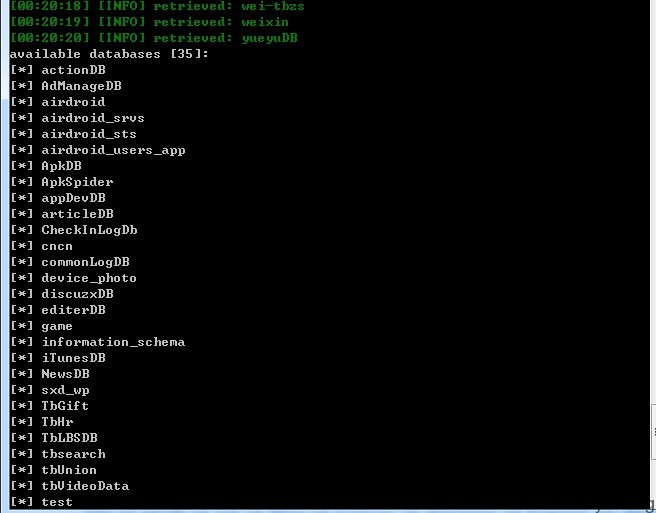 [00:20:18] [INFO] retrieved: wei-tbzs
[00:20:19] [INFO] retrieved: weixin
[00:20:20] [INFO] retrieved: yueyuDB
available databases [35]:
[*] actionDB
[*] AdManageDB
[*] airdroid
[*] airdroid_srvs
[*] airdroid_sts
[*] airdroid_users_app
[*] ApkDB
[*] ApkSpider
[*] appDevDB
[*] articleDB
[*] CheckInLogDb
[*] cncn
[*] commonLogDB
[*] device_photo
[*] discuzxDB
[*] editerDB
[*] game
[*] information_schema
[*] iTunesDB
[*] NewsDB
[*] sxd_wp
[*] TbGift
[*] TbHr
[*] TbLBSDB
[*] tbsearch
[*] tbUnion
[*] tbVideoData
[*] test